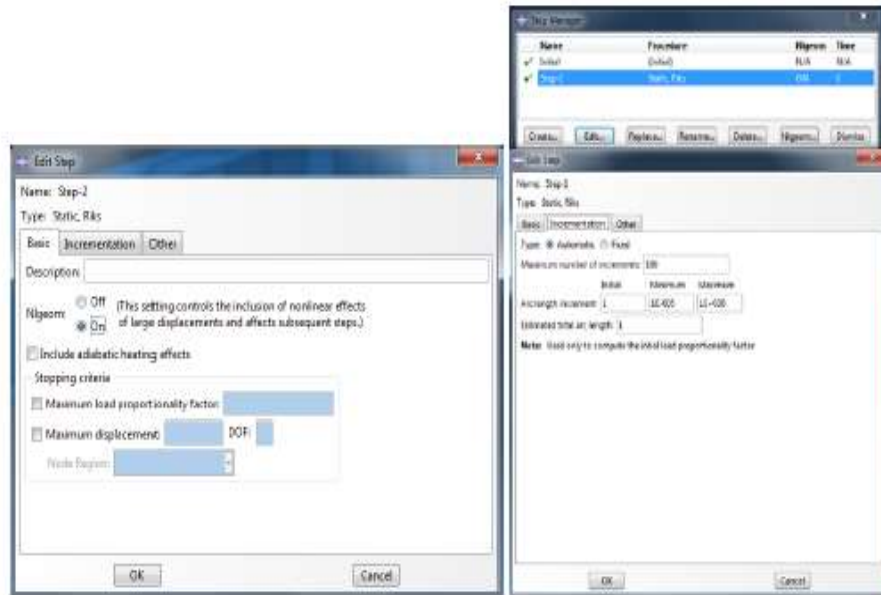 Edit Step
Name: Step-2
Type: Static, Riks
Basic Incrementation Other
Description:
Nlgeom: Off (This setting controls the inclusion of nonlinear effects
On of large displacements and affects subsequent steps.)
Include adiabatic heating effects
Stopping criteria
Maximum load proportionality factor:
Maximum displacement: DOF:
Node Region:
OK Cancel
Step Manager
Name Procedure Nlgeom Time
Initial (Initial) N/A N/A
Step-2 Static, Riks
Create... Edit... Replace... Rename... Delete... Nlgeom... Dismiss
Edit Step
Name: Step-2
Type: Static, Riks
Basic Incrementation Other
Type: Automatic Fixed
Maximum number of increments: 100
Initial Minimum Maximum
Arc length increment: 1 1E-005
Estimated total arc length: 1
Note: Used only to compute the initial load proportionality factor
OK Cancel